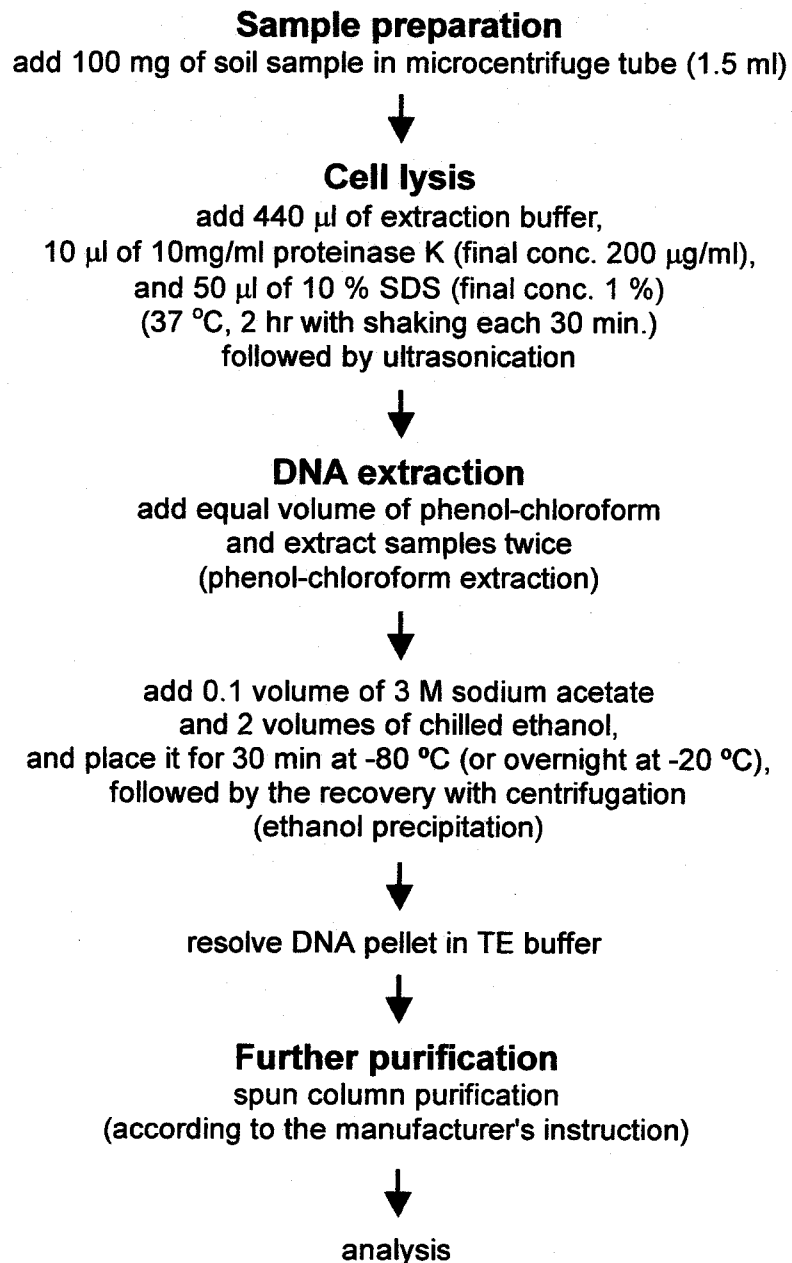 Sample preparation
add 100 mg of soil sample in microcentrifuge tube (1.5 ml)
Cell lysis
add 440 µl of extraction buffer,
10 µl of 10mg/ml proteinase K (final conc. 200 µg/ml),
and 50 µl of 10 % SDS (final conc. 1 %)
(37 ºC, 2 hr with shaking each 30 min.)
followed by ultrasonication
DNA extraction
add equal volume of phenol-chloroform
and extract samples twice
(phenol-chloroform extraction)
add 0.1 volume of 3 M sodium acetate
and 2 volumes of chilled ethanol,
and place it for 30 min at -80 ºC (or overnight at -20 ºC),
followed by the recovery with centrifugation
(ethanol precipitation)
resolve DNA pellet in TE buffer
Further purification
spun column purification
(according to the manufacturer's instruction)
analysis